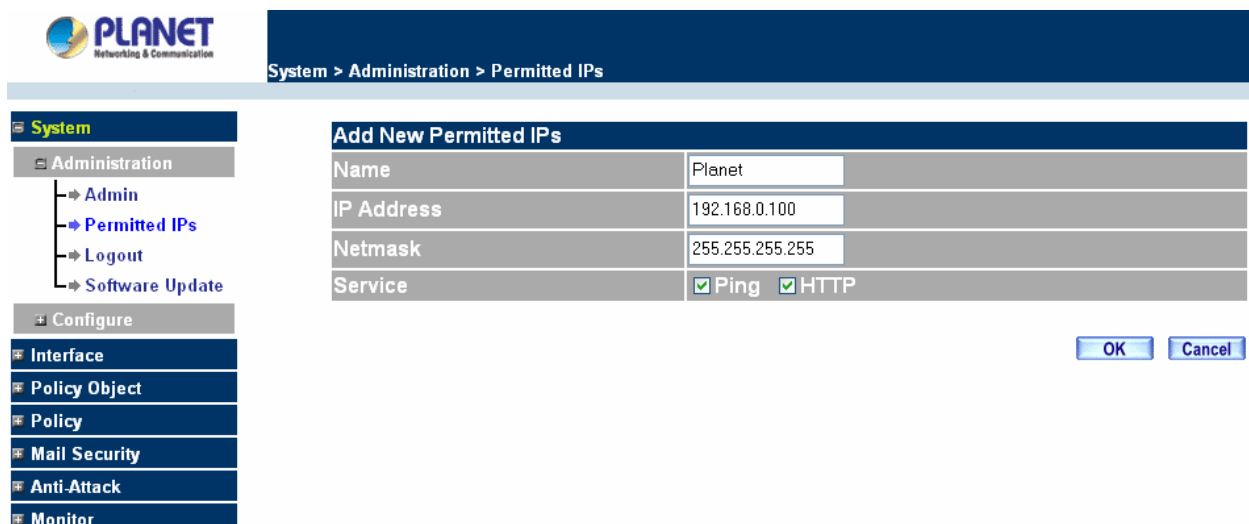 PLANET
Networking & Communication
System > Administration > Permitted IPs
System
Administration
Admin
Permitted IPs
Logout
Software Update
Configure
Interface
Policy Object
Policy
Mail Security
Anti-Attack
Monitor
Add New Permitted IPs
Name Planet
IP Address 192.168.0.100
Netmask 255.255.255.255
Service Ping HTTP
OK Cancel